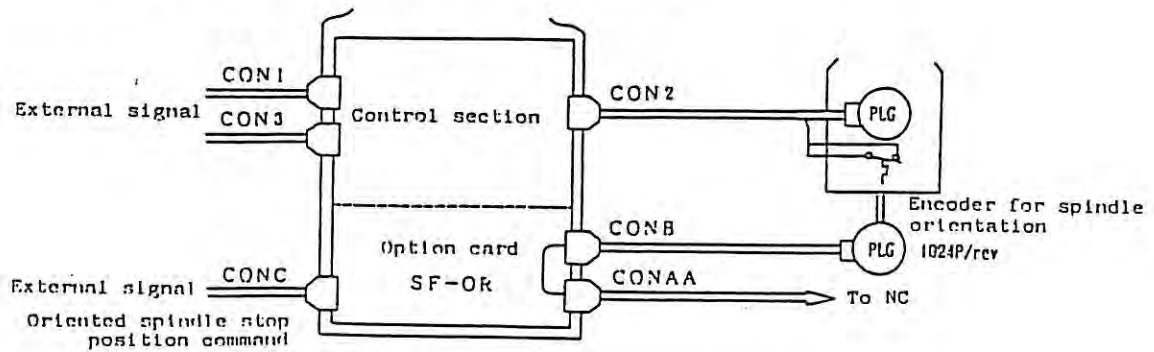 CON1
External signal
CON3
Control section
CON2
PLG
Encoder for spindle
orientation
1024P/rev
PLG
CONB
Option card
SF-OR
CONAA
To NC
CONC
External signal
Oriented spindle stop
position command